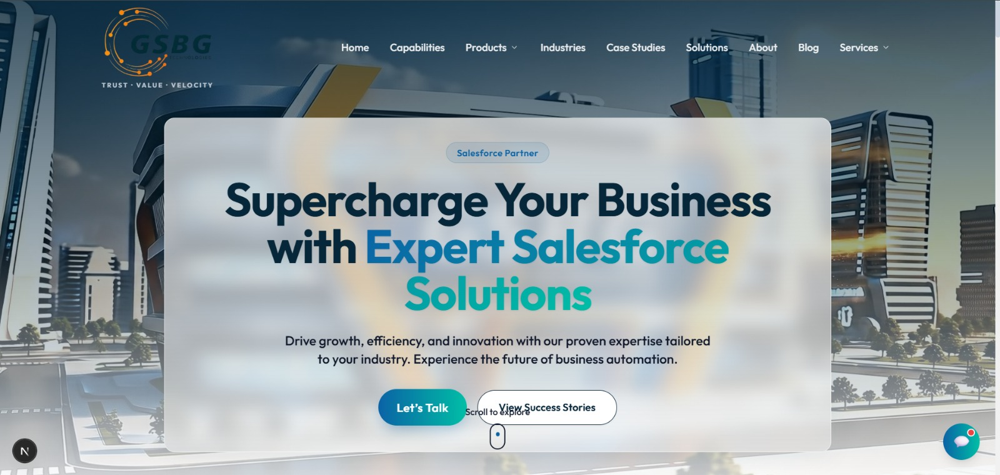 GSBG
TECHNOLOGIES
TRUST · VALUE · VELOCITY
Home Capabilities Products Industries Case Studies Solutions About Blog Services
Salesforce Partner
Supercharge Your Business
with Expert Salesforce
Solutions
Drive growth, efficiency, and innovation with our proven expertise tailored
to your industry. Experience the future of business automation.
Let's Talk
View Success Stories
Scroll to explore
N